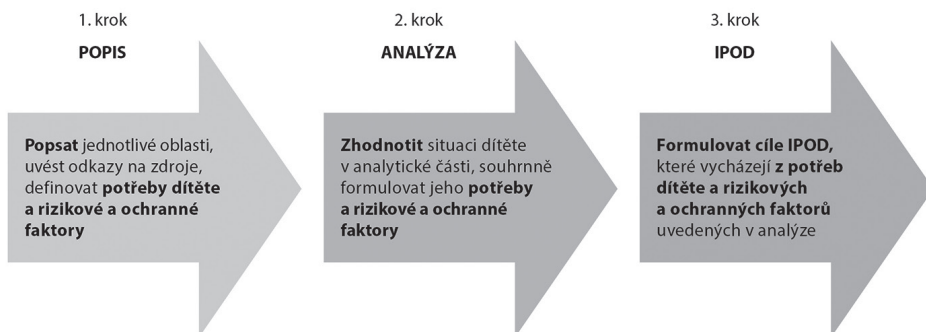 1. krok
POPIS
Popsat jednotlivé oblasti,
uvést odkazy na zdroje,
definovat potřeby dítěte
a rizikové a ochranné
faktory
2. krok
ANALÝZA
Zhodnotit situaci dítěte
v analytické části, souhrnně
formulovat jeho potřeby
a rizikové a ochranné
faktory
3. krok
IPOD
Formulovat cíle IPOD,
které vycházejí z potřeb
dítěte a rizikových
a ochranných faktorů
uvedených v analýze